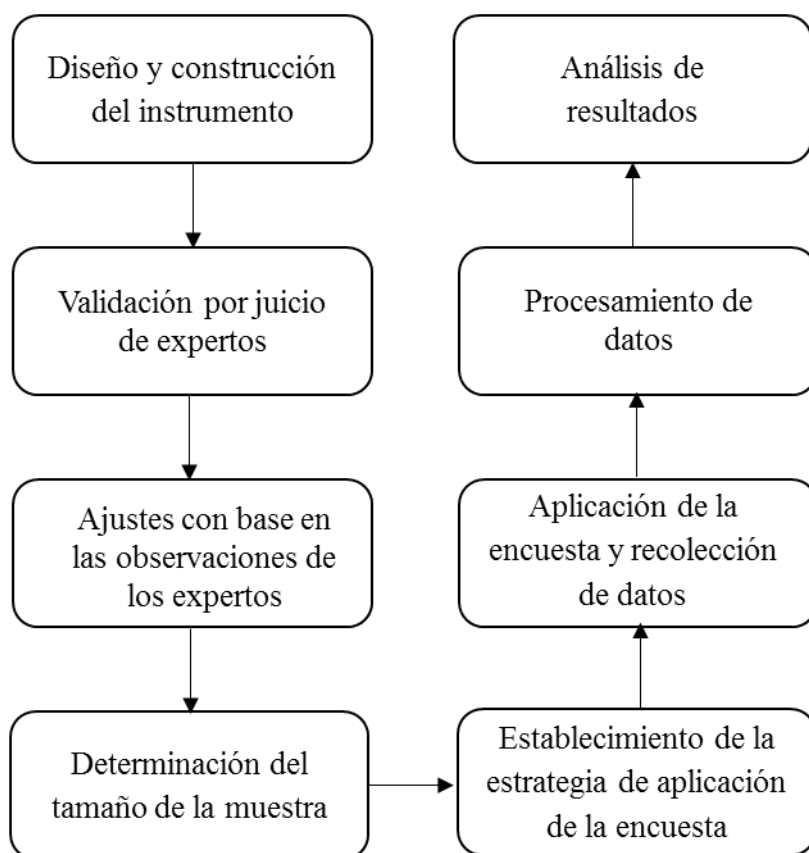 Diseño y construcción
del instrumento
Validación por juicio
de expertos
Ajustes con base en
las observaciones de
los expertos
Determinación del
tamaño de la muestra
Establecimiento de la
estrategia de aplicación
de la encuesta
Aplicación de la
encuesta y recolección
de datos
Procesamiento de
datos
Análisis de
resultados